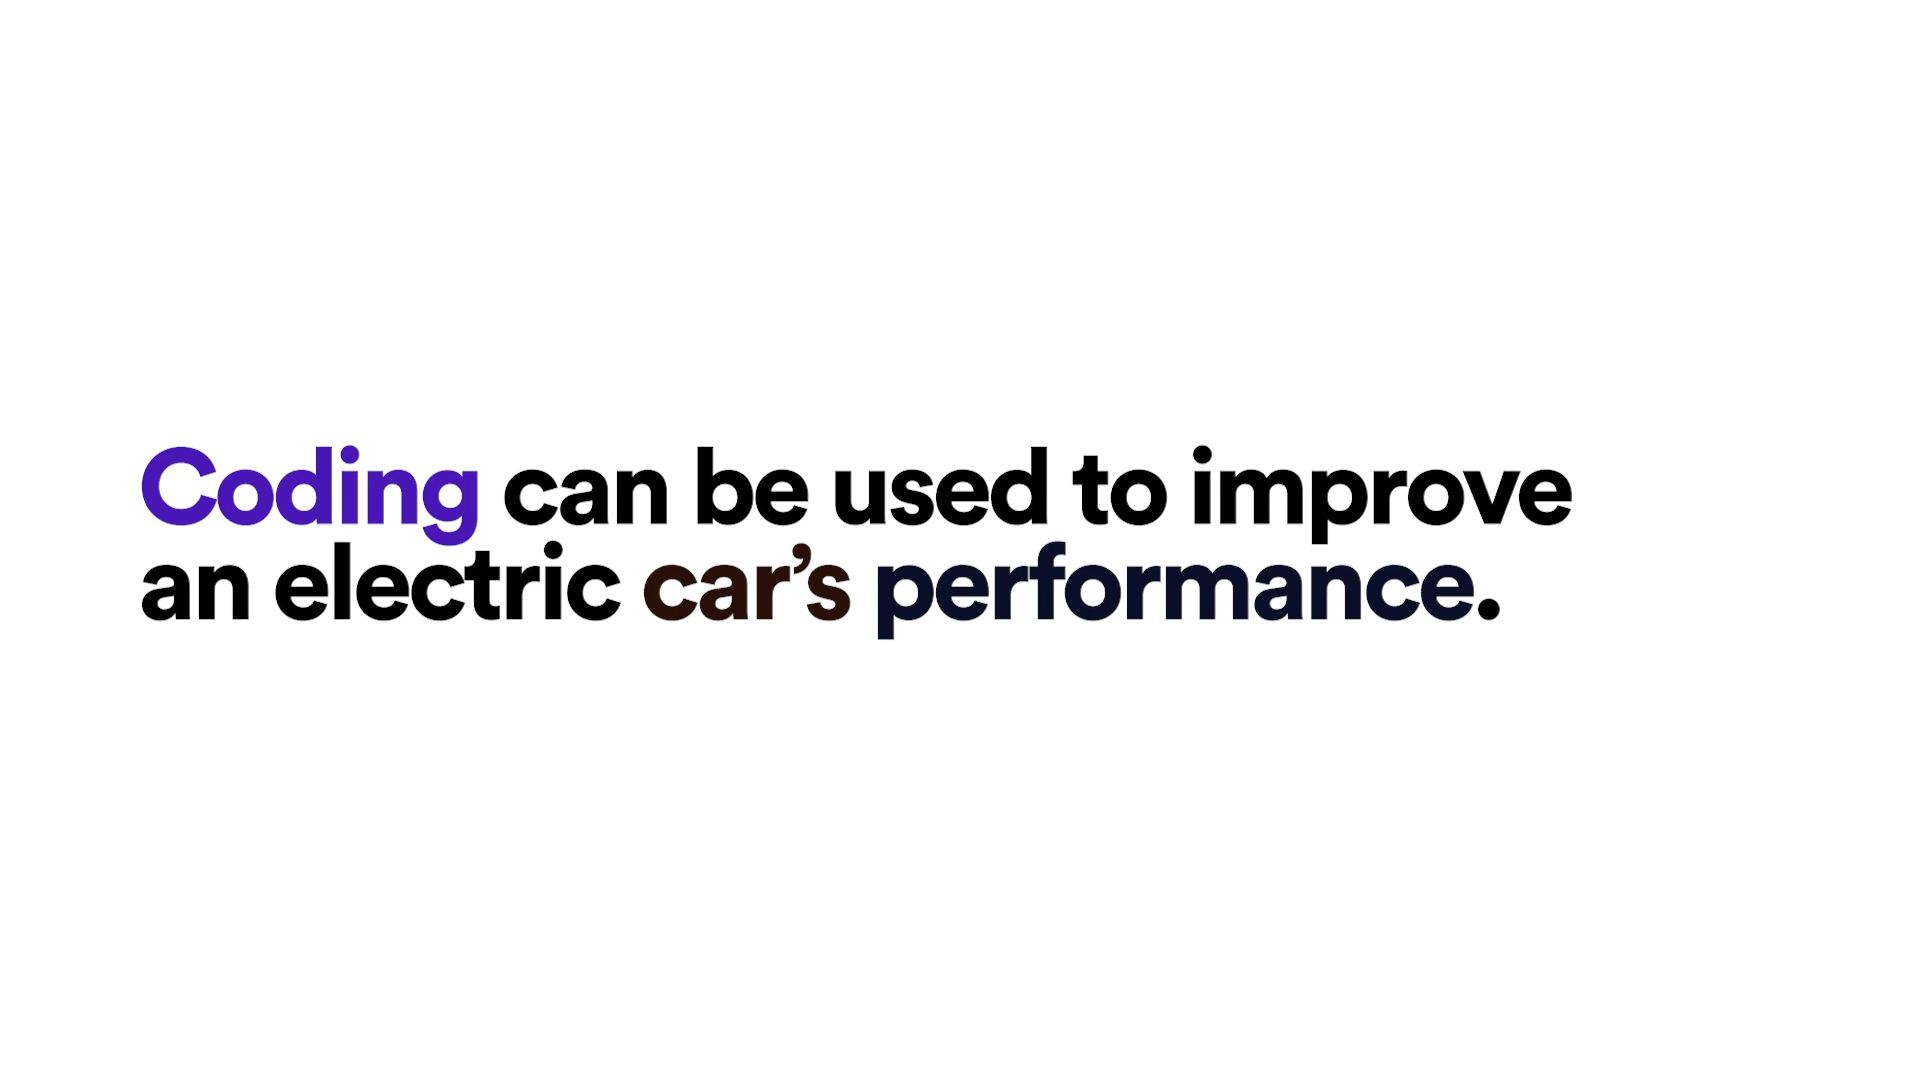 Coding can be used to improve
an electric car’s performance.